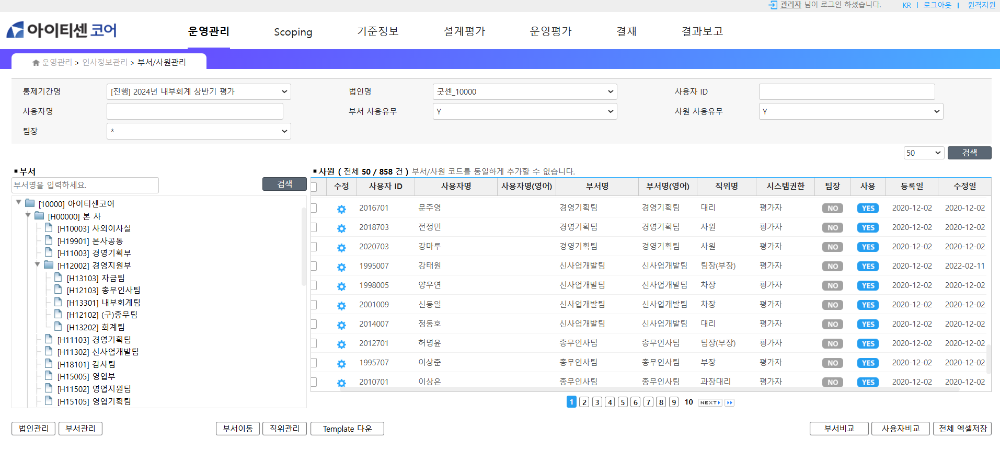 관리자 님이 로그인 하셨습니다. KR | 로그아웃 | 원격지원
아이티센 코어
운영관리 Scoping 기준정보 설계평가 운영평가 결재 결과보고
운영관리 > 인사정보관리 > 부서/사원관리
통제기간명 [진행] 2024년 내부회계 상반기 평가 법인명 굿센_10000 사용자 ID
사용자명 부서 사용유무 Y 사원 사용유무 Y
팀장 *
50 검색
■ 부서
부서명을 입력하세요. 검색
[10000] 아이티센코어
[H00000] 본 사
[H10003] 사외이사실
[H19901] 본사공통
[H11003] 경영기획부
[H12002] 경영지원부
[H13103] 자금팀
[H12103] 총무인사팀
[H13301] 내부회계팀
[H12102] (구)총무팀
[H13202] 회계팀
[H11103] 경영기획팀
[H11302] 신사업개발팀
[H18101] 감사팀
[H15005] 영업부
[H11502] 영업지원팀
[H15105] 영업기획팀
■ 사원 ( 전체 50 / 858 건 ) 부서/사원 코드를 동일하게 추가할 수 없습니다.
수정 사용자 ID 사용자명 사용자명(영어) 부서명 부서명(영어) 직위명 시스템권한 팀장 사용 등록일 수정일
2016701 문주영 경영기획팀 경영기획팀 대리 평가자 NO YES 2020-12-02 2020-12-02
2018703 전정민 경영기획팀 경영기획팀 사원 평가자 NO YES 2020-12-02 2020-12-02
2020703 강마루 경영기획팀 경영기획팀 사원 평가자 NO YES 2020-12-02 2020-12-02
1995007 강태원 신사업개발팀 신사업개발팀 팀장(부장) 평가자 NO YES 2020-12-02 2022-02-11
1998005 양우연 신사업개발팀 신사업개발팀 차장 평가자 NO YES 2020-12-02 2020-12-02
2001009 신동일 신사업개발팀 신사업개발팀 차장 평가자 NO YES 2020-12-02 2020-12-02
2014007 정동호 신사업개발팀 신사업개발팀 대리 평가자 NO YES 2020-12-02 2020-12-02
2012701 허명윤 총무인사팀 총무인사팀 팀장(부장) 평가자 NO YES 2020-12-02 2020-12-02
1995707 이상준 총무인사팀 총무인사팀 부장 평가자 NO YES 2020-12-02 2020-12-02
2010701 이상은 총무인사팀 총무인사팀 과장대리 평가자 NO YES 2020-12-02 2020-12-02
1 2 3 4 5 6 7 8 9 10 NEXT
법인관리 부서관리 부서이동 직위관리 Template 다운 부서비교 사용자비교 전체 엑셀저장